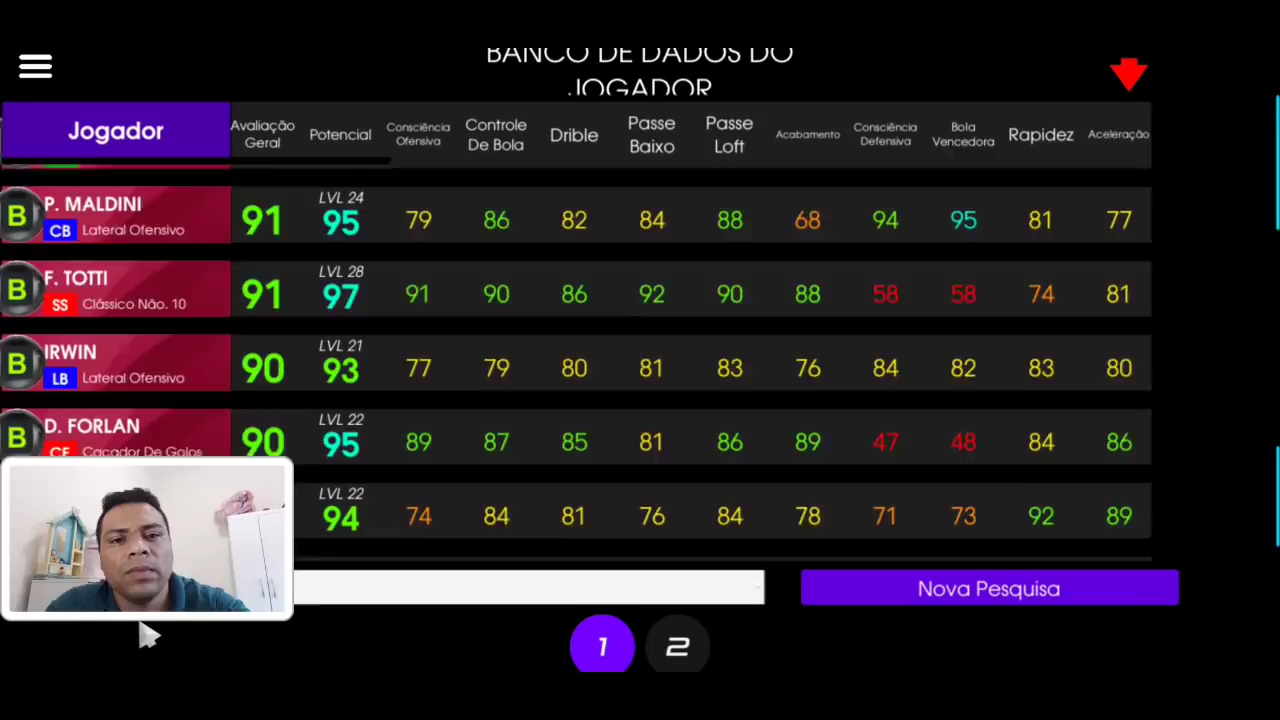 BANCO DE DADOS DO
JOGADOR
Jogador
Avaliação Geral
Potencial
Consciência Ofensiva
Controle De Bola
Drible
Passe Baixo
Passe Loft
Acabamento
Consciência Defensiva
Bola Vencedora
Rapidez
Aceleração
B P. MALDINI
CB Lateral Ofensivo
91 LVL 24 95 79 86 82 84 88 68 94 95 81 77
B F. TOTTI
SS Clássico Não. 10
91 LVL 28 97 91 90 86 92 90 88 58 58 74 81
B IRWIN
LB Lateral Ofensivo
90 LVL 21 93 77 79 80 81 83 76 84 82 83 80
B D. FORLAN
CF Caçador De Golos
90 LVL 22 95 89 87 85 81 86 89 47 48 84 86
LVL 22 94 74 84 81 76 84 78 71 73 92 89
Nova Pesquisa
1 2